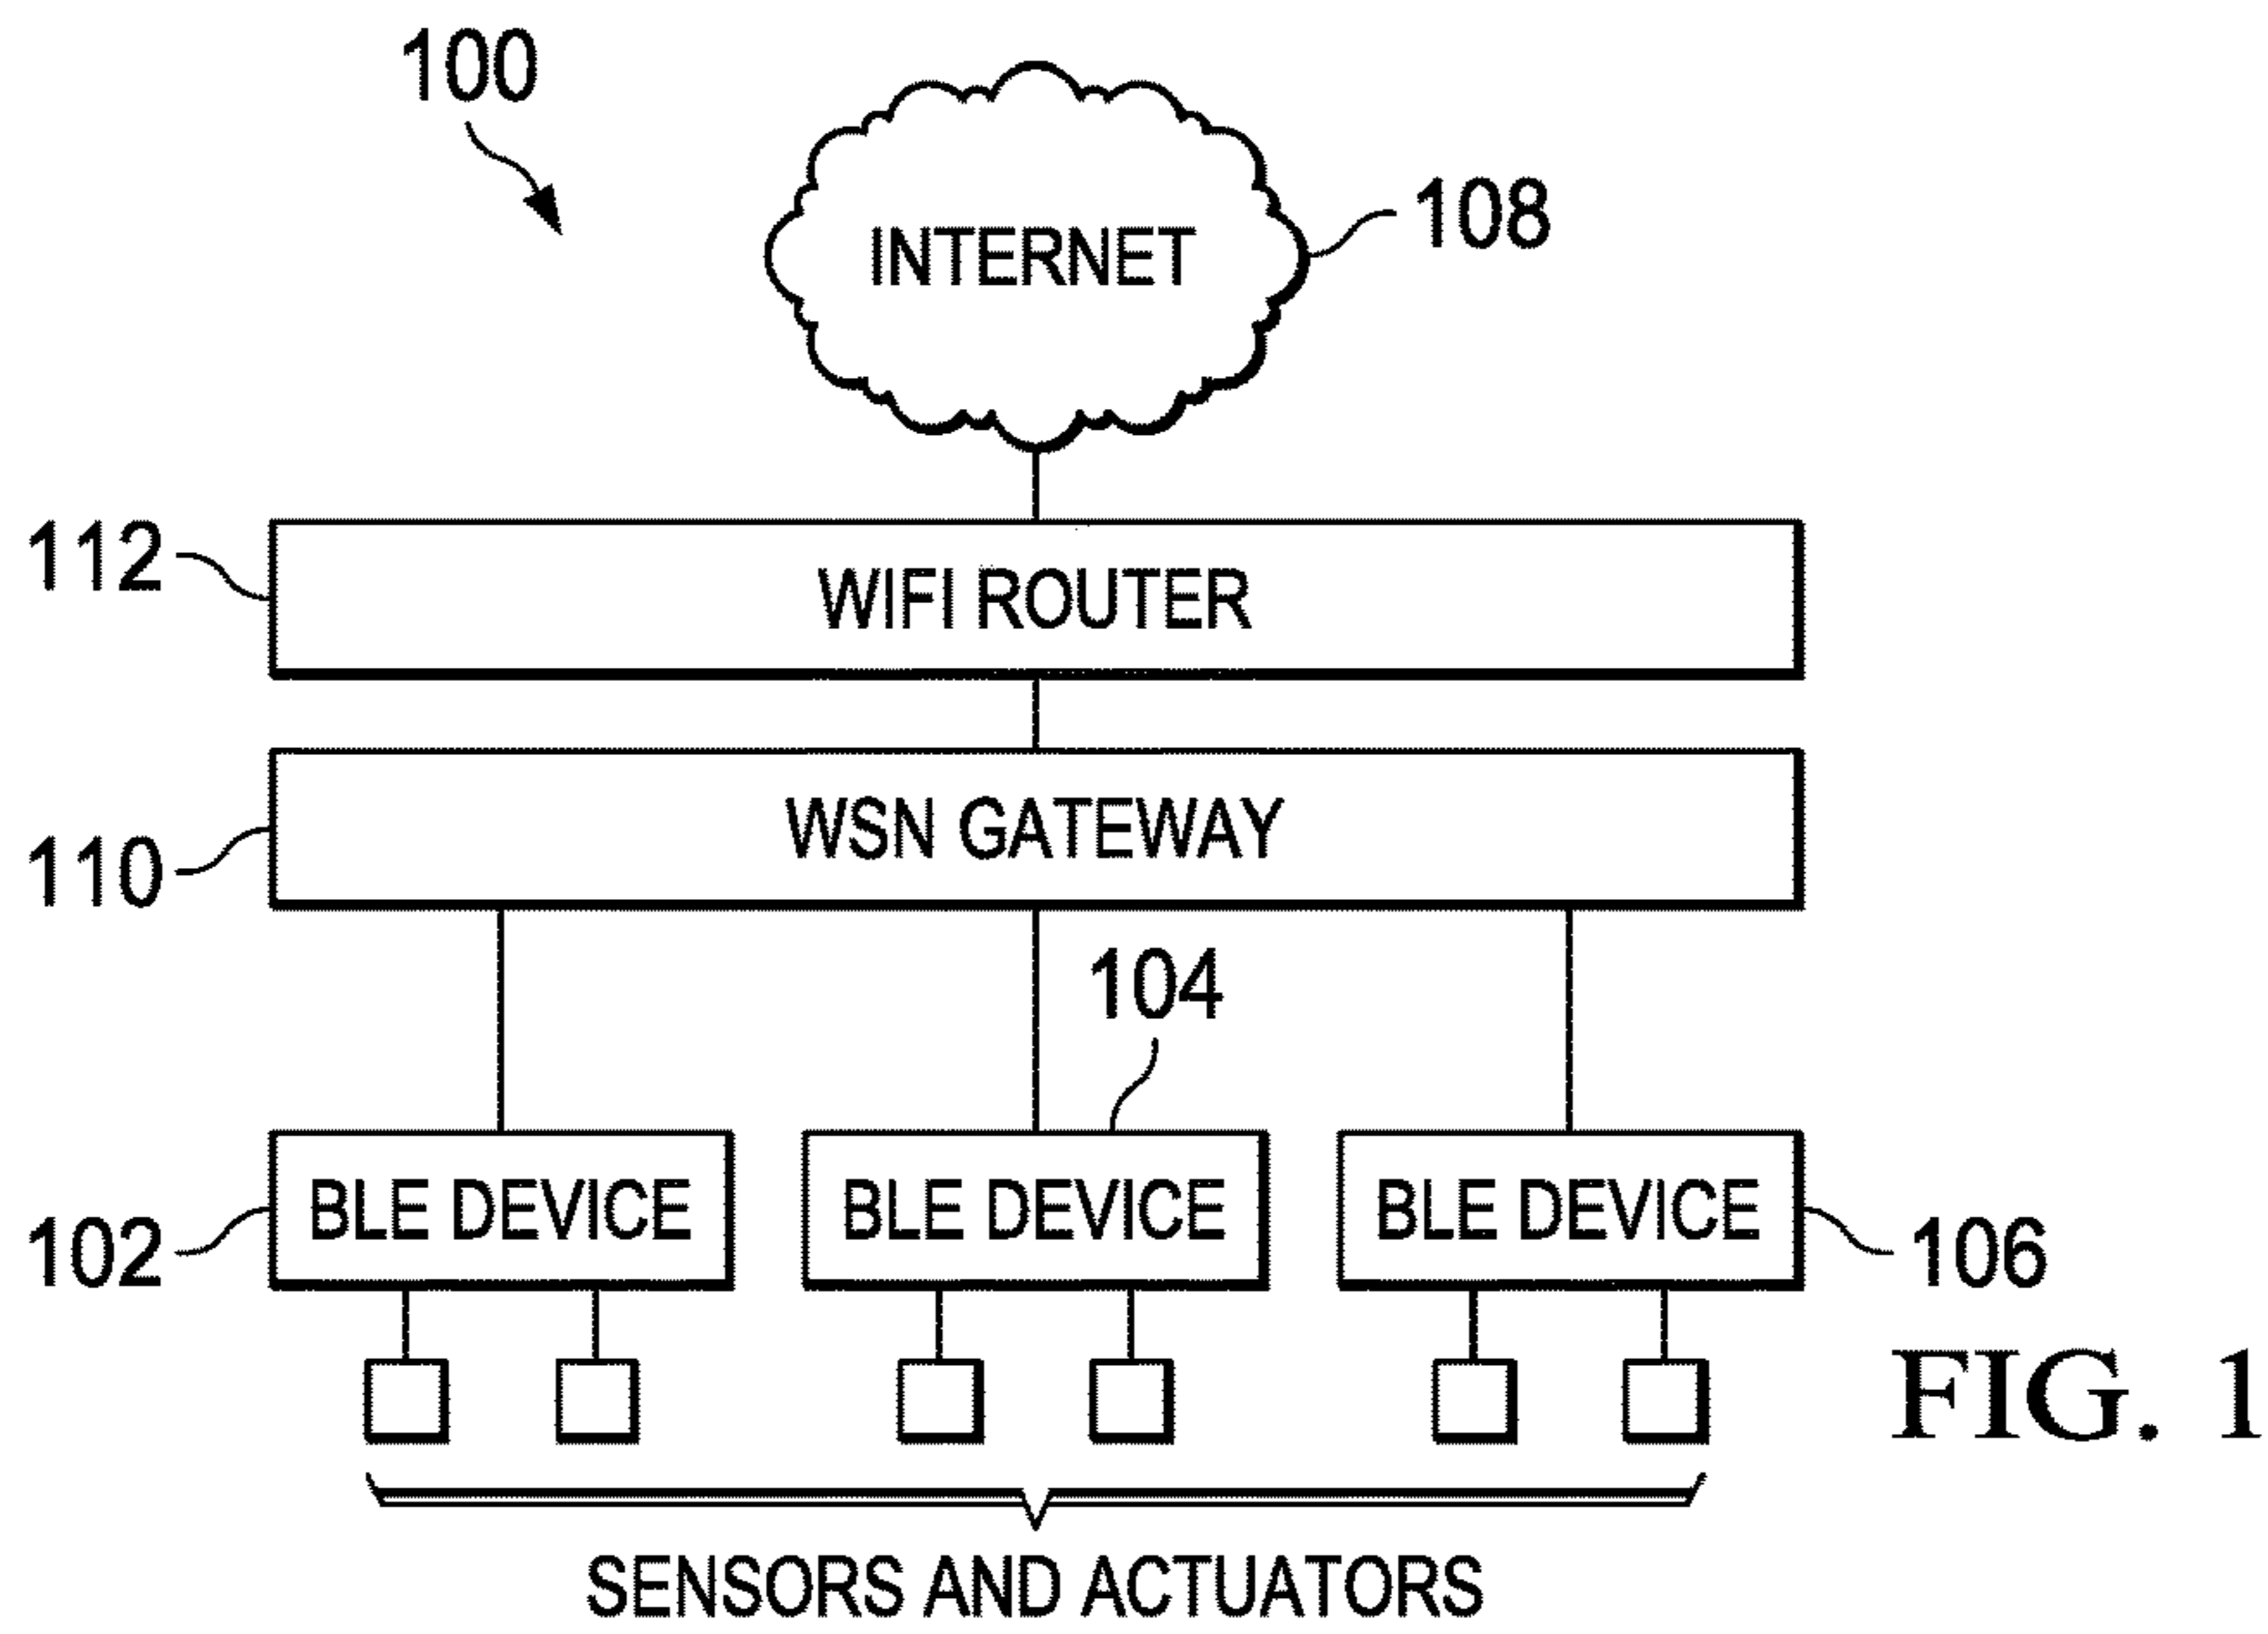 100
INTERNET
108
112
WIFI ROUTER
WSN GATEWAY
110
104
BLE DEVICE
BLE DEVICE
BLE DEVICE
102
106
FIG. 1
SENSORS AND ACTUATORS